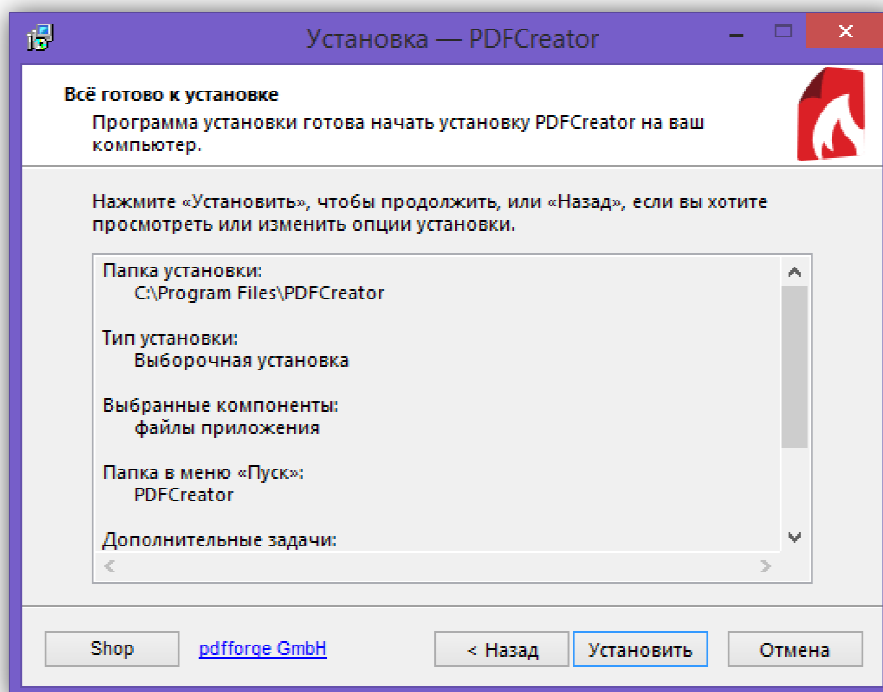 Установка — PDFCreator
Всё готово к установке
Программа установки готова начать установку PDFCreator на ваш
компьютер.
Нажмите «Установить», чтобы продолжить, или «Назад», если вы хотите
просмотреть или изменить опции установки.
Папка установки:
C:\Program Files\PDFCreator
Тип установки:
Выборочная установка
Выбранные компоненты:
файлы приложения
Папка в меню «Пуск»:
PDFCreator
Дополнительные задачи:
Shop
pdfforge GmbH
< Назад
Установить
Отмена